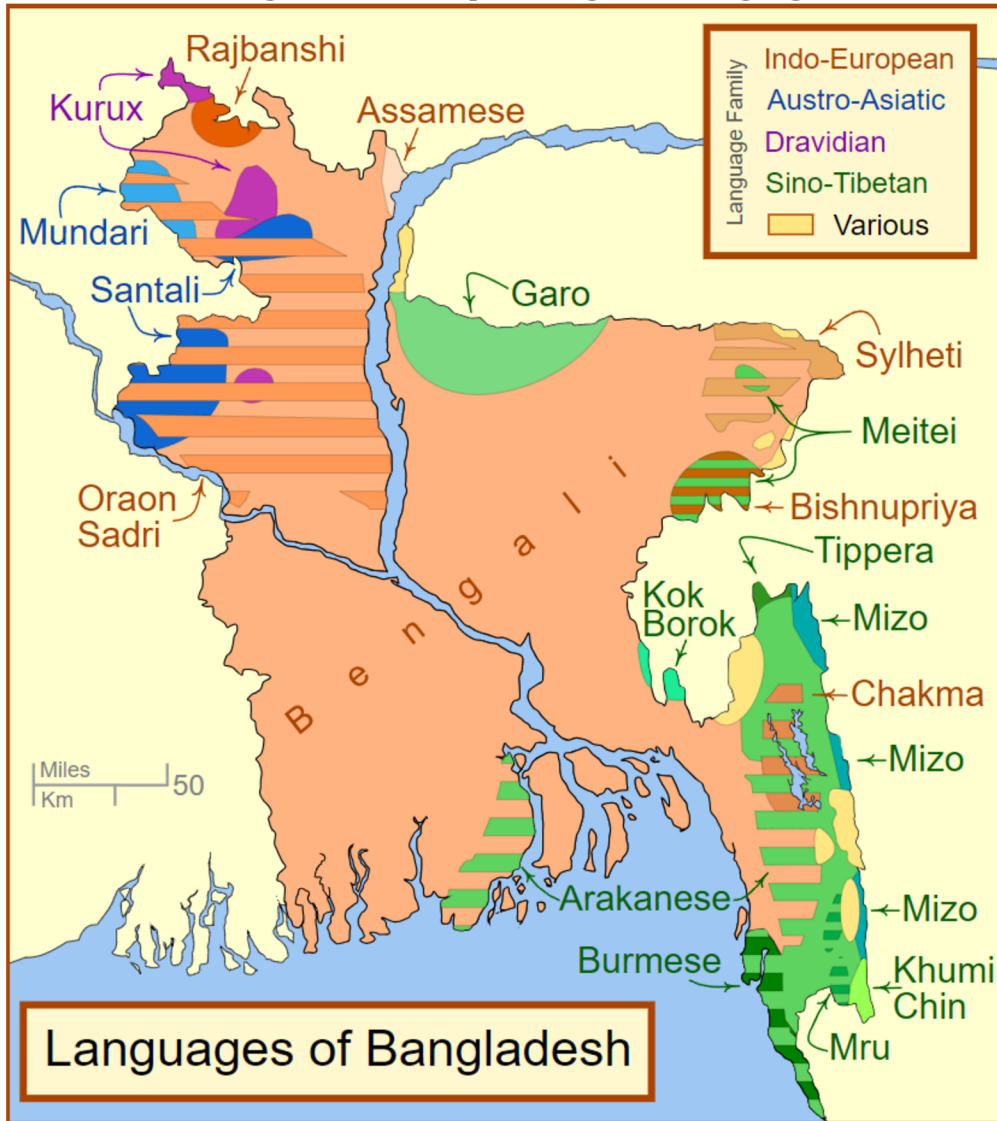 Rajbanshi
Kurux
Assamese
Language Family
Indo-European
Austro-Asiatic
Dravidian
Sino-Tibetan
Various
Mundari
Santali
Garo
Sylheti
Meitei
Oraon
Sadri
Bishnupriya
Tippera
Kok
Borok
Mizo
Chakma
Bengali
Mizo
Miles
Km
50
Arakanese
Mizo
Burmese
Khumi
Chin
Mru
Languages of Bangladesh